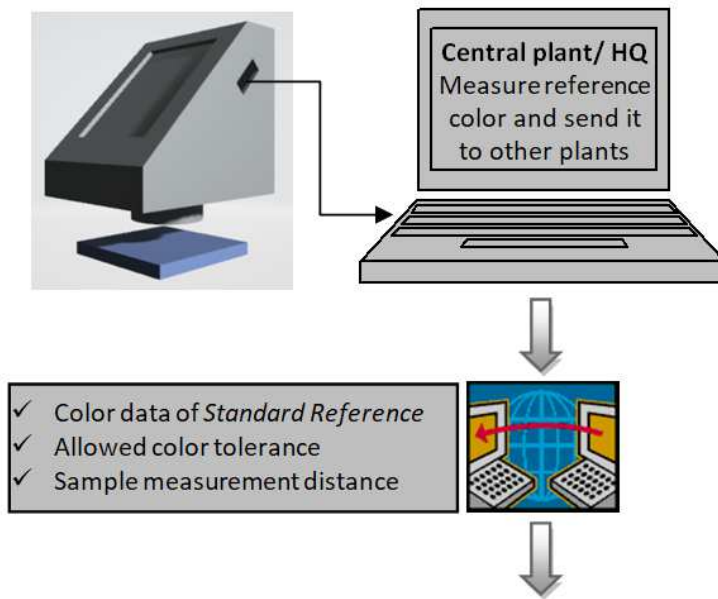 Central plant/ HQ
Measure reference
color and send it
to other plants
✓ Color data of Standard Reference
✓ Allowed color tolerance
✓ Sample measurement distance